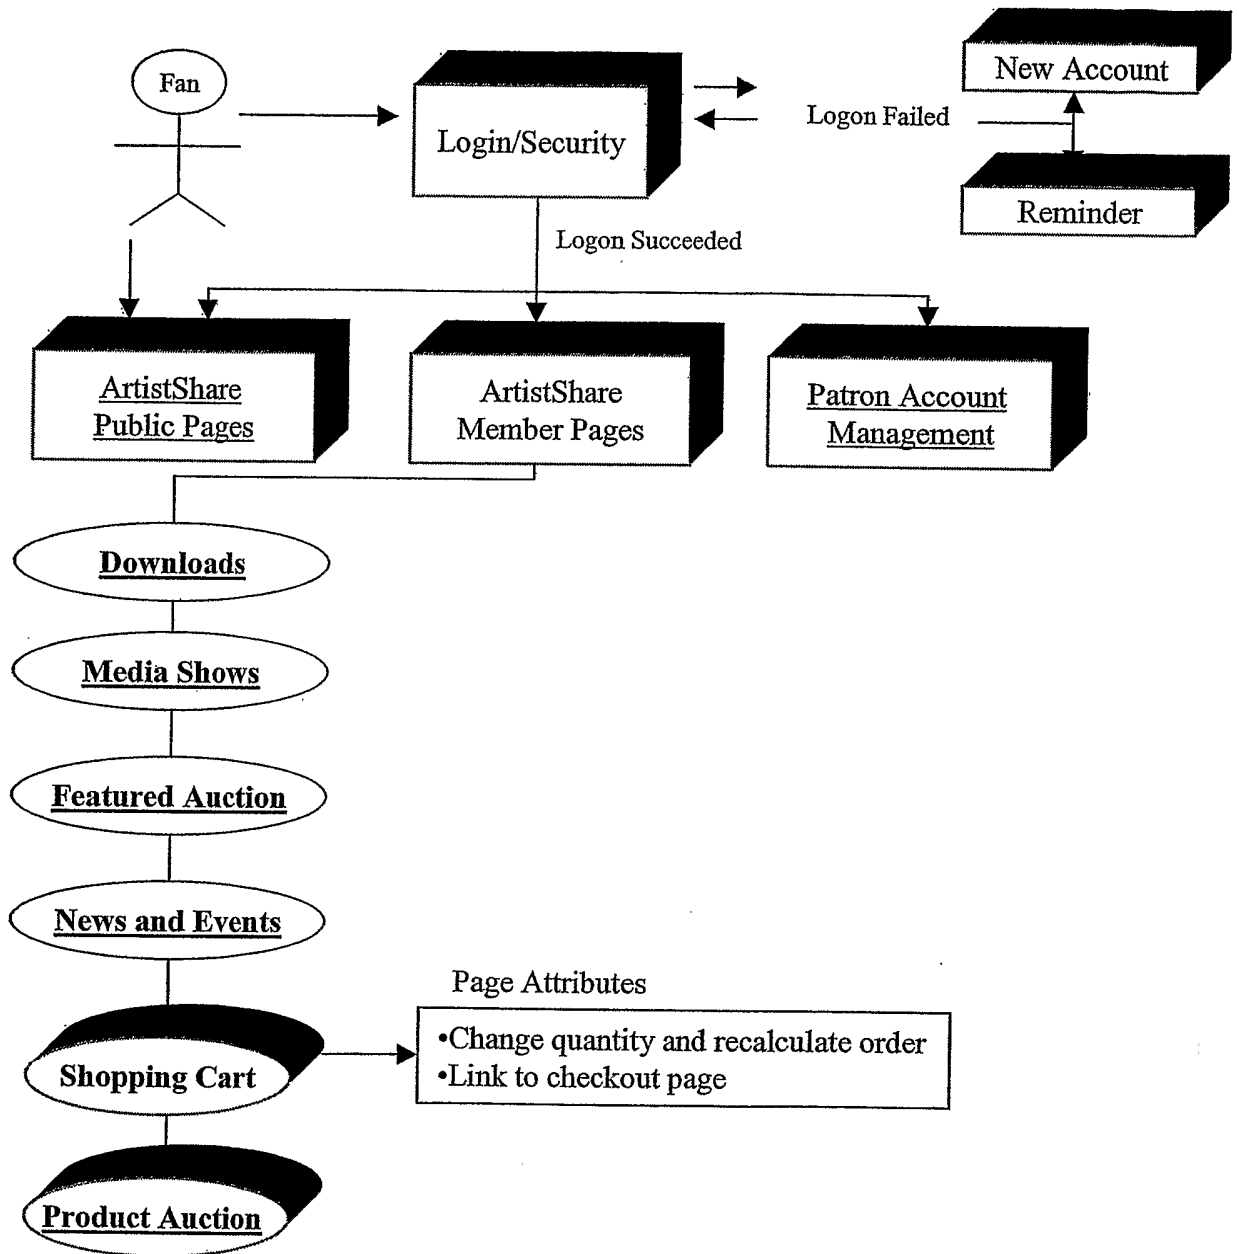 Fan
Login/Security
Logon Failed
New Account
Reminder
Logon Succeeded
ArtistShare
Public Pages
ArtistShare
Member Pages
Patron Account
Management
Downloads
Media Shows
Featured Auction
News and Events
Page Attributes
•Change quantity and recalculate order
•Link to checkout page
Shopping Cart
Product Auction